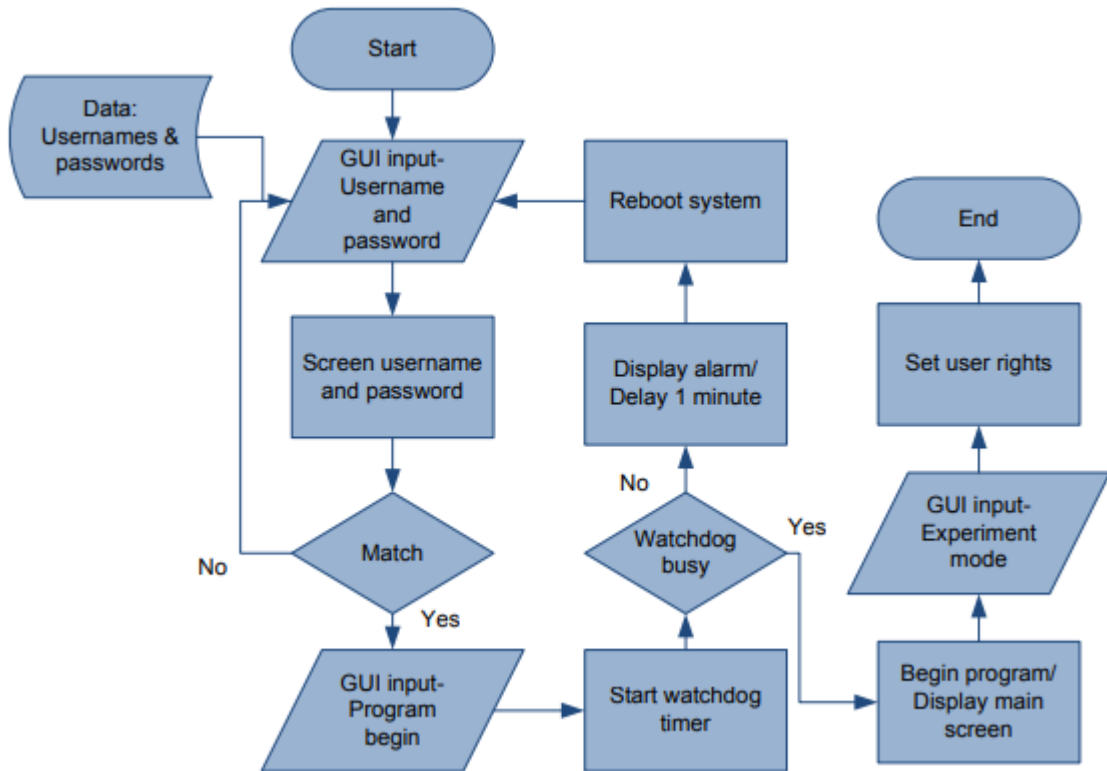 Start
Data:
Usernames &
passwords
GUI input-
Username
and
password
Reboot system
End
Screen username
and password
Display alarm/
Delay 1 minute
Set user rights
No
Match
Yes
No
Watchdog
busy
Yes
GUI input-
Experiment
mode
GUI input-
Program
begin
Start watchdog
timer
Begin program/
Display main
screen